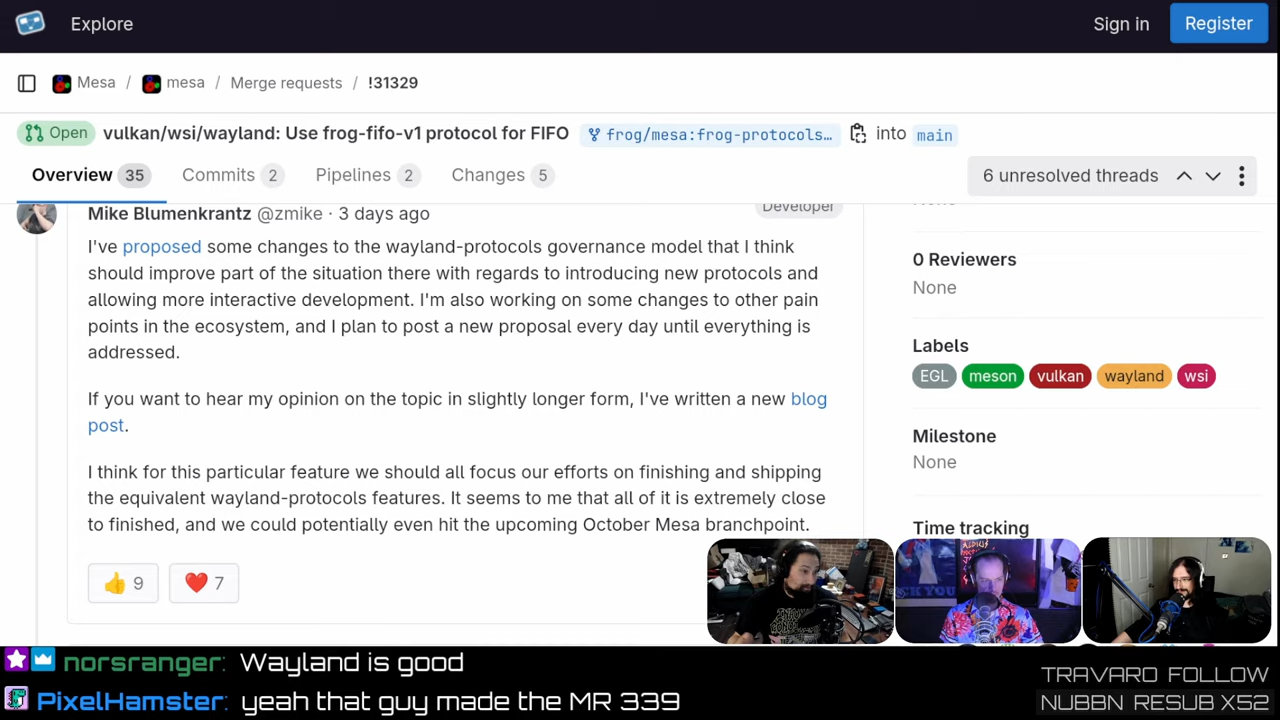 Explore
Sign in
Register
Mesa / mesa / Merge requests / !31329
Open vulkan/wsi/wayland: Use frog-fifo-v1 protocol for FIFO frog/mesa:frog-protocols… into main
Overview 35 Commits 2 Pipelines 2 Changes 5
6 unresolved threads
Mike Blumenkrantz @zmike · 3 days ago
Developer
I've proposed some changes to the wayland-protocols governance model that I think
should improve part of the situation there with regards to introducing new protocols and
allowing more interactive development. I'm also working on some changes to other pain
points in the ecosystem, and I plan to post a new proposal every day until everything is
addressed.
If you want to hear my opinion on the topic in slightly longer form, I've written a new blog
post.
I think for this particular feature we should all focus our efforts on finishing and shipping
the equivalent wayland-protocols features. It seems to me that all of it is extremely close
to finished, and we could potentially even hit the upcoming October Mesa branchpoint.
👍 9 ❤️ 7
None
0 Reviewers
None
Labels
EGL meson vulkan wayland wsi
Milestone
None
Time tracking
norsranger: Wayland is good
PixelHamster: yeah that guy made the MR 339
TRAVARO FOLLOW
NUBBN RESUB X52